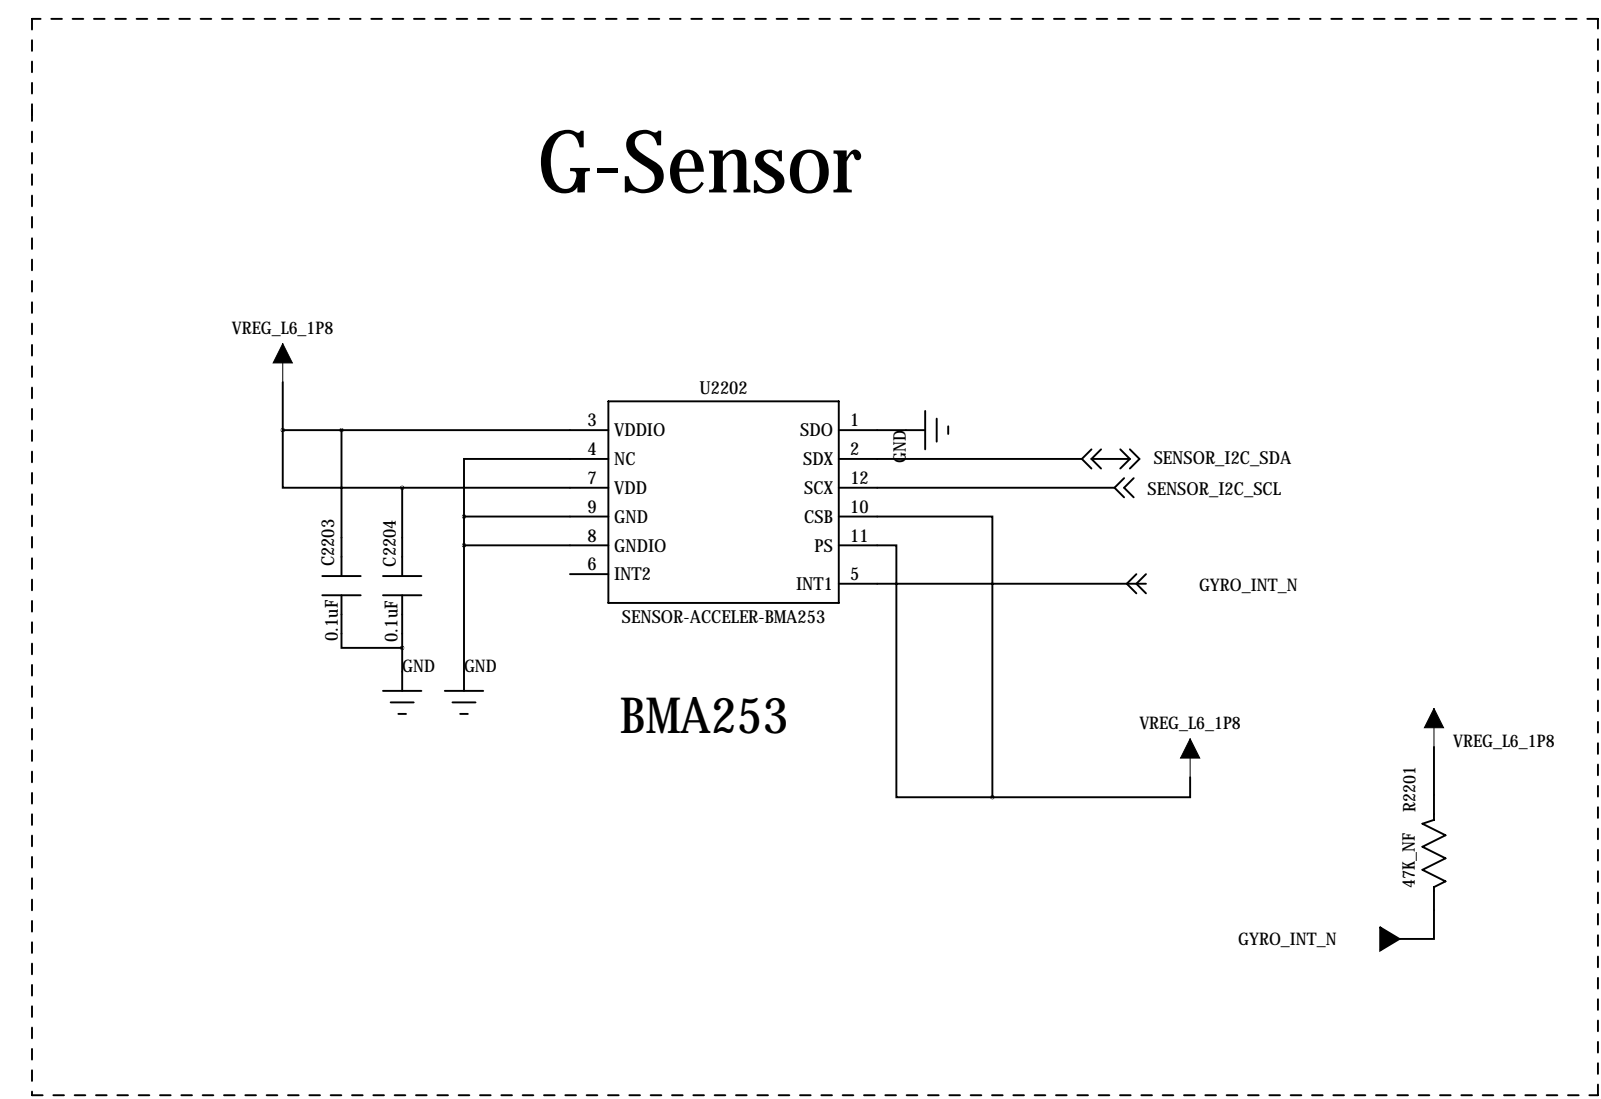 G-Sensor
VREG_L6_1P8
U2202
3 VDDIO
4 NC
7 VDD
9 GND
8 GNDIO
6 INT2
SDO 1
SDX 2
SCX 12
CSB 10
PS 11
INT1 5
GND
SENSOR_I2C_SDA
SENSOR_I2C_SCL
GYRO_INT_N
C2203
0.1uF
C2204
0.1uF
GND
GND
SENSOR-ACCELER-BMA253
BMA253
VREG_L6_1P8
VREG_L6_1P8
R2201
47K_NF
GYRO_INT_N